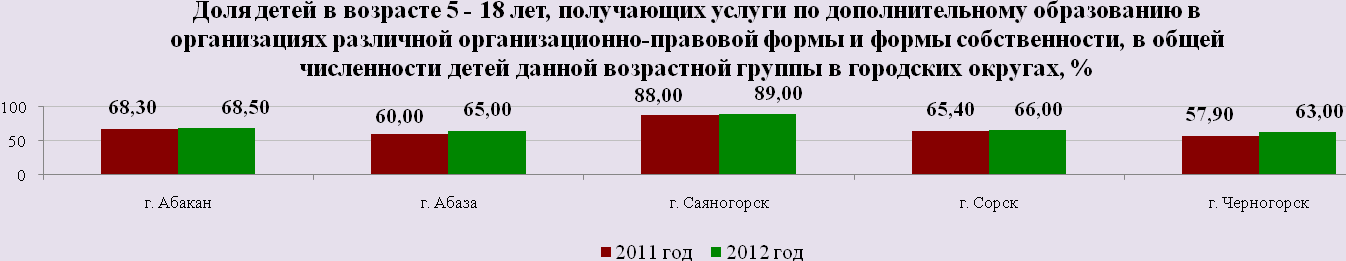 Доля детей в возрасте 5 - 18 лет, получающих услуги по дополнительному образованию в
организациях различной организационно-правовой формы и формы собственности, в общей
численности детей данной возрастной группы в городских округах, %
100
50
0
68,30 68,50
60,00 65,00
88,00 89,00
65,40 66,00
57,90 63,00
г. Абакан г. Абаза г. Саяногорск г. Сорск г. Черногорск
2011 год 2012 год